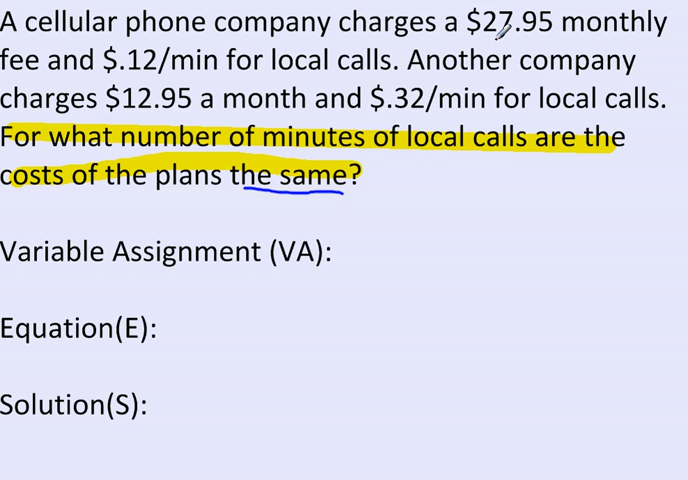 A cellular phone company charges a $27.95 monthly
fee and $.12/min for local calls. Another company
charges $12.95 a month and $.32/min for local calls.
For what number of minutes of local calls are the
costs of the plans the same?
Variable Assignment (VA):
Equation(E):
Solution(S):